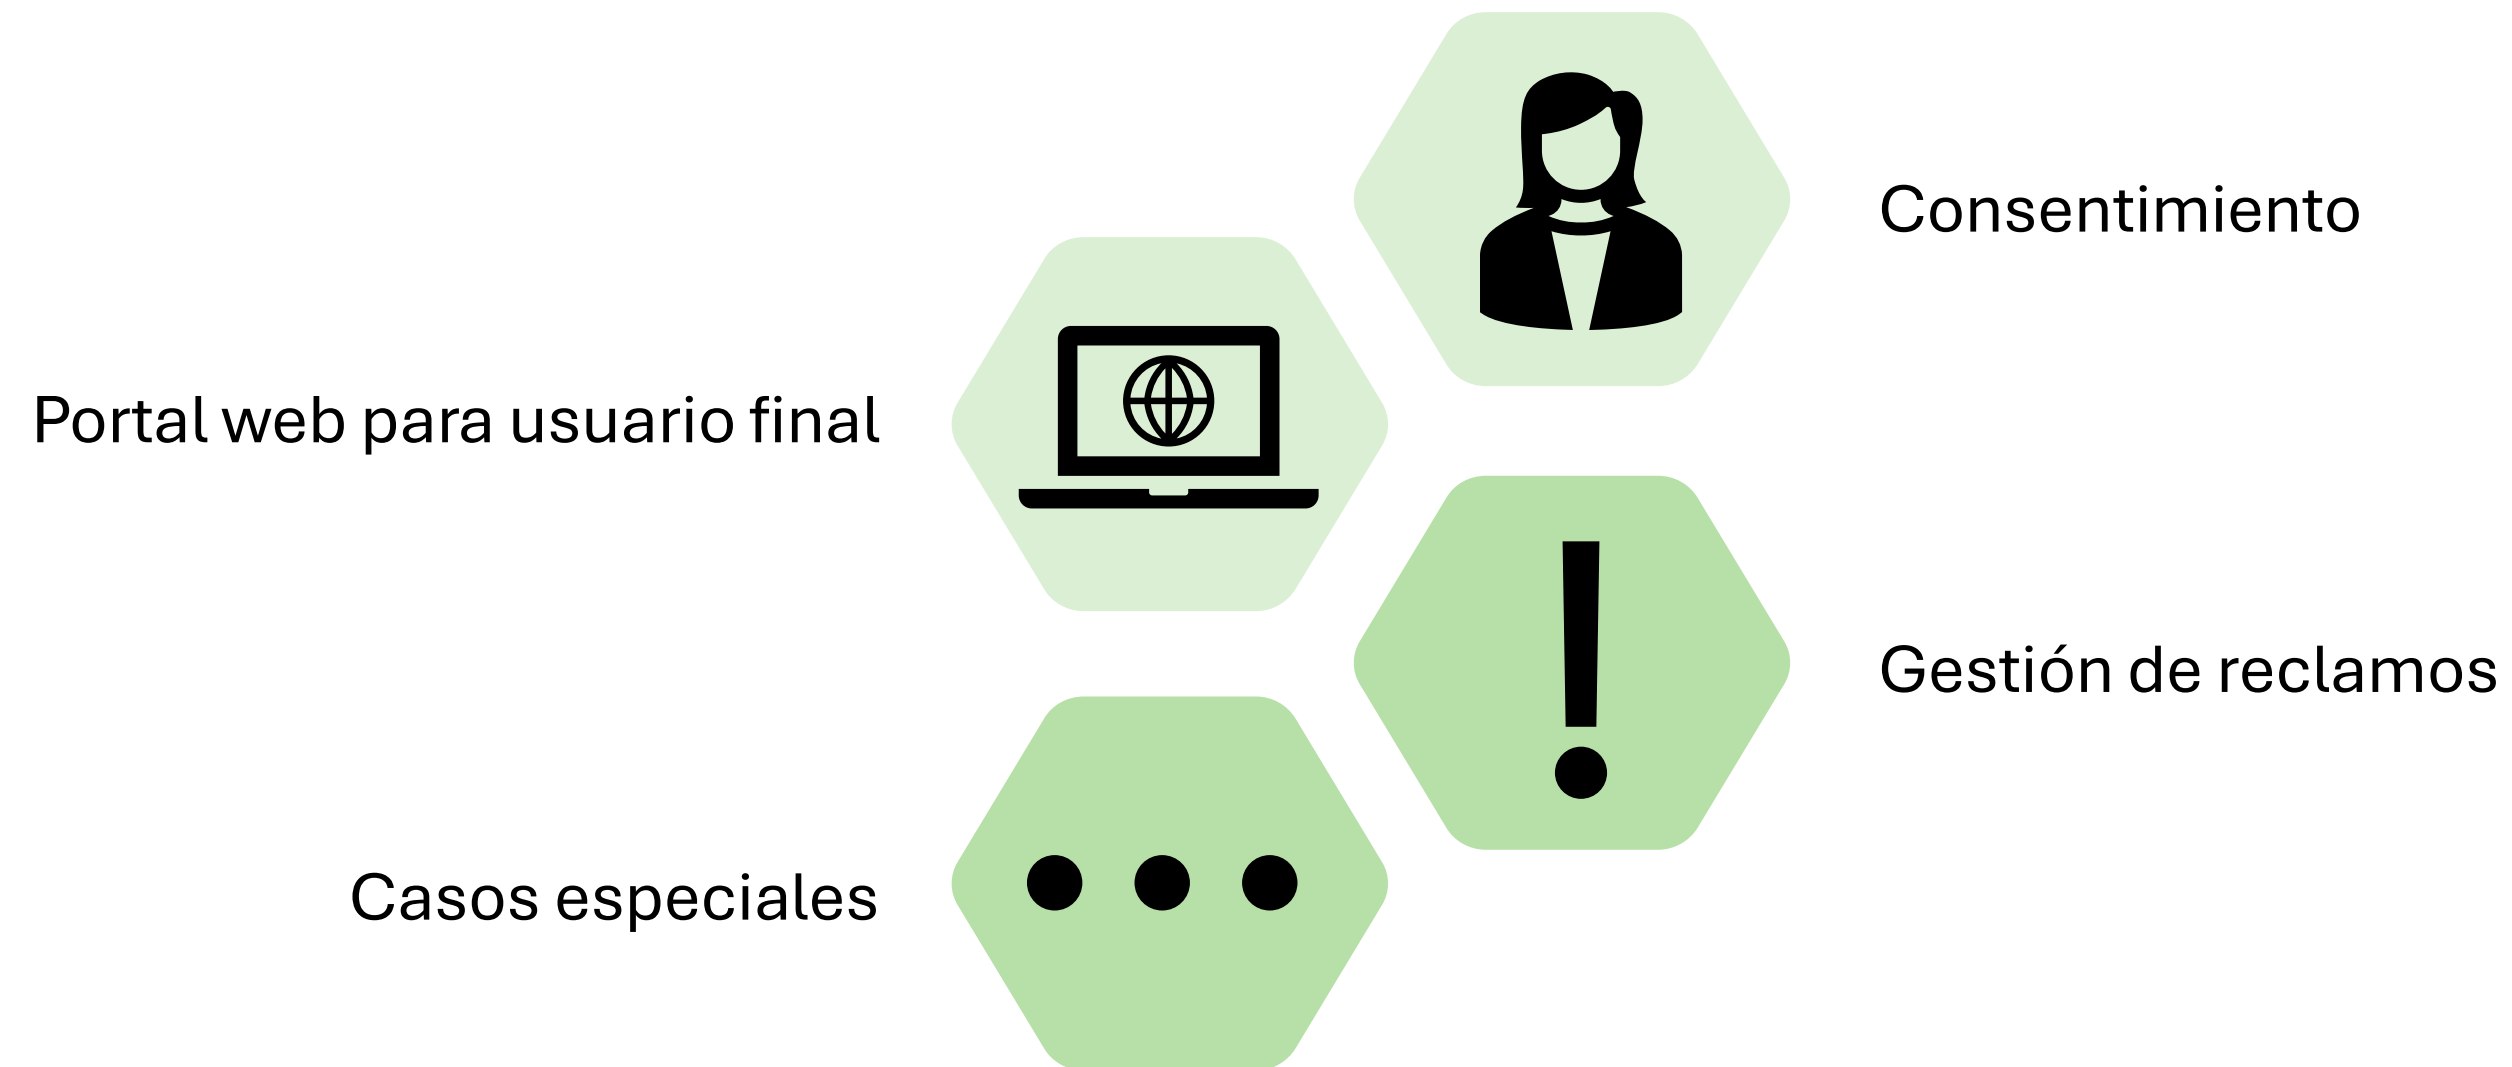 Consentimiento
Portal web para usuario final
Gestión de reclamos
Casos especiales